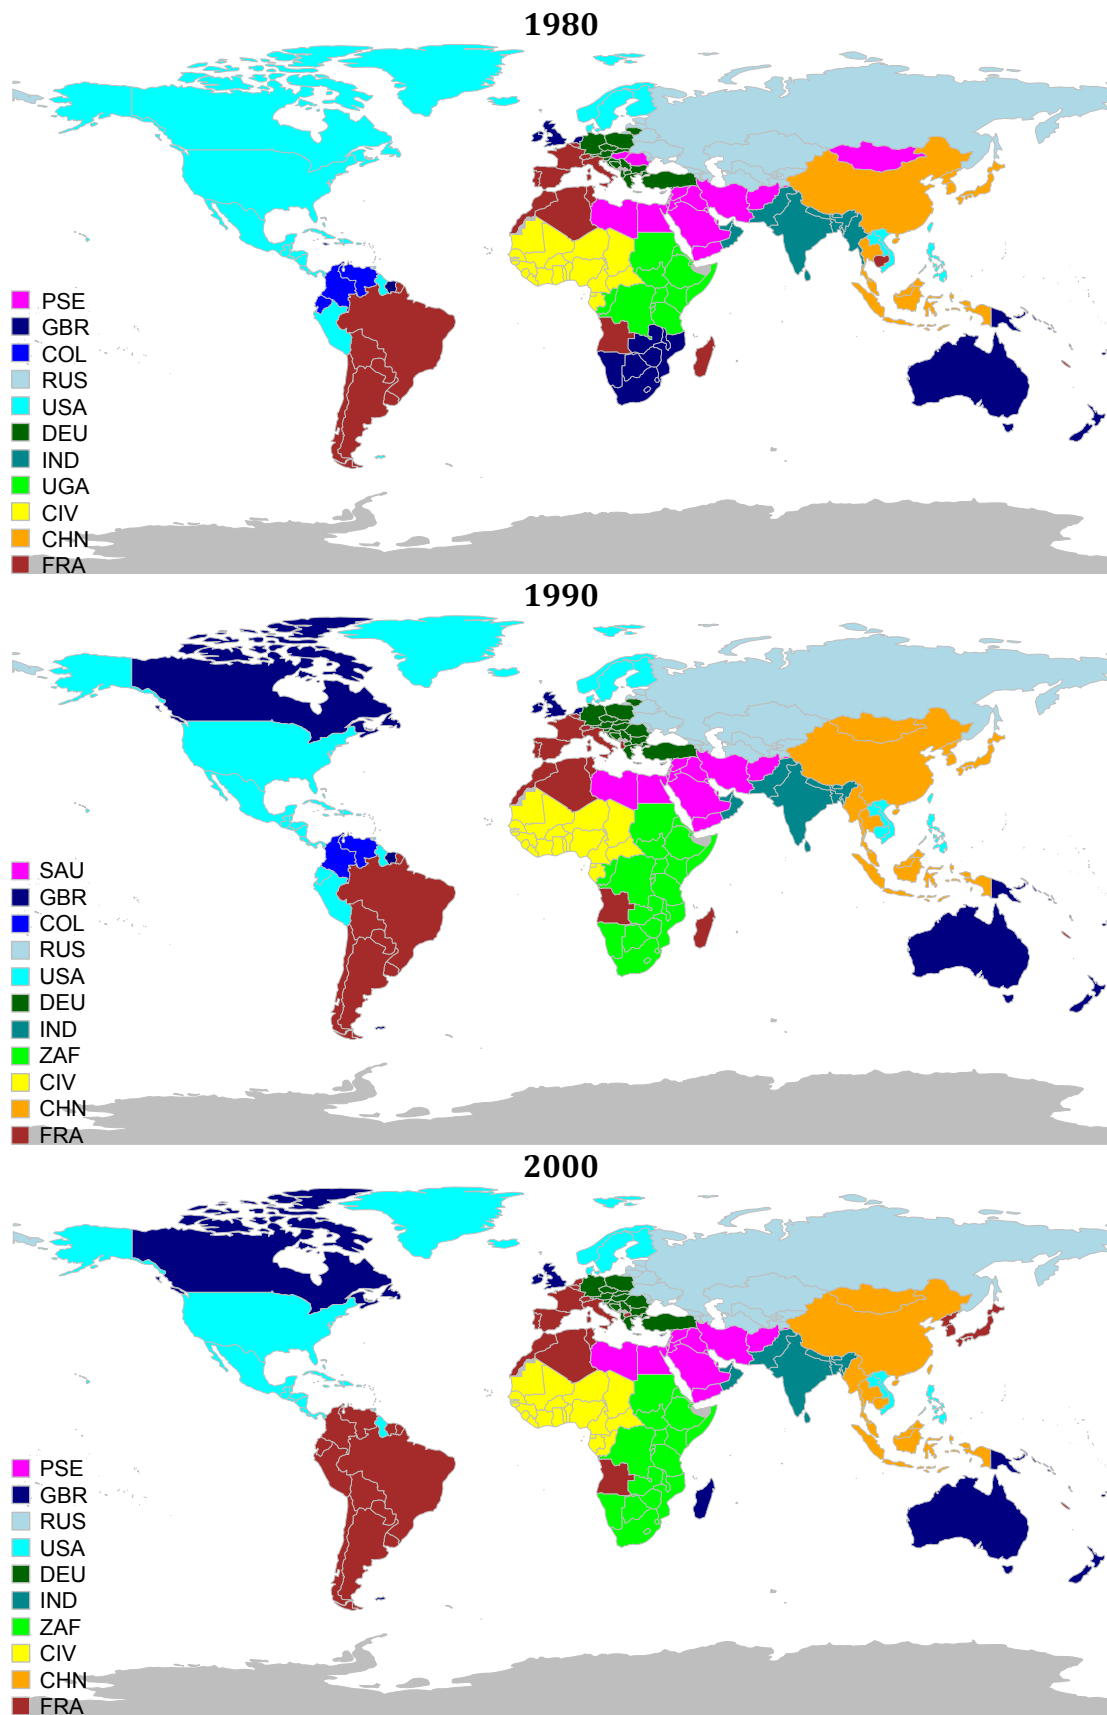 1980
PSE
GBR
COL
RUS
USA
DEU
IND
UGA
CIV
CHN
FRA
1990
SAU
GBR
COL
RUS
USA
DEU
IND
ZAF
CIV
CHN
FRA
2000
PSE
GBR
RUS
USA
DEU
IND
ZAF
CIV
CHN
FRA